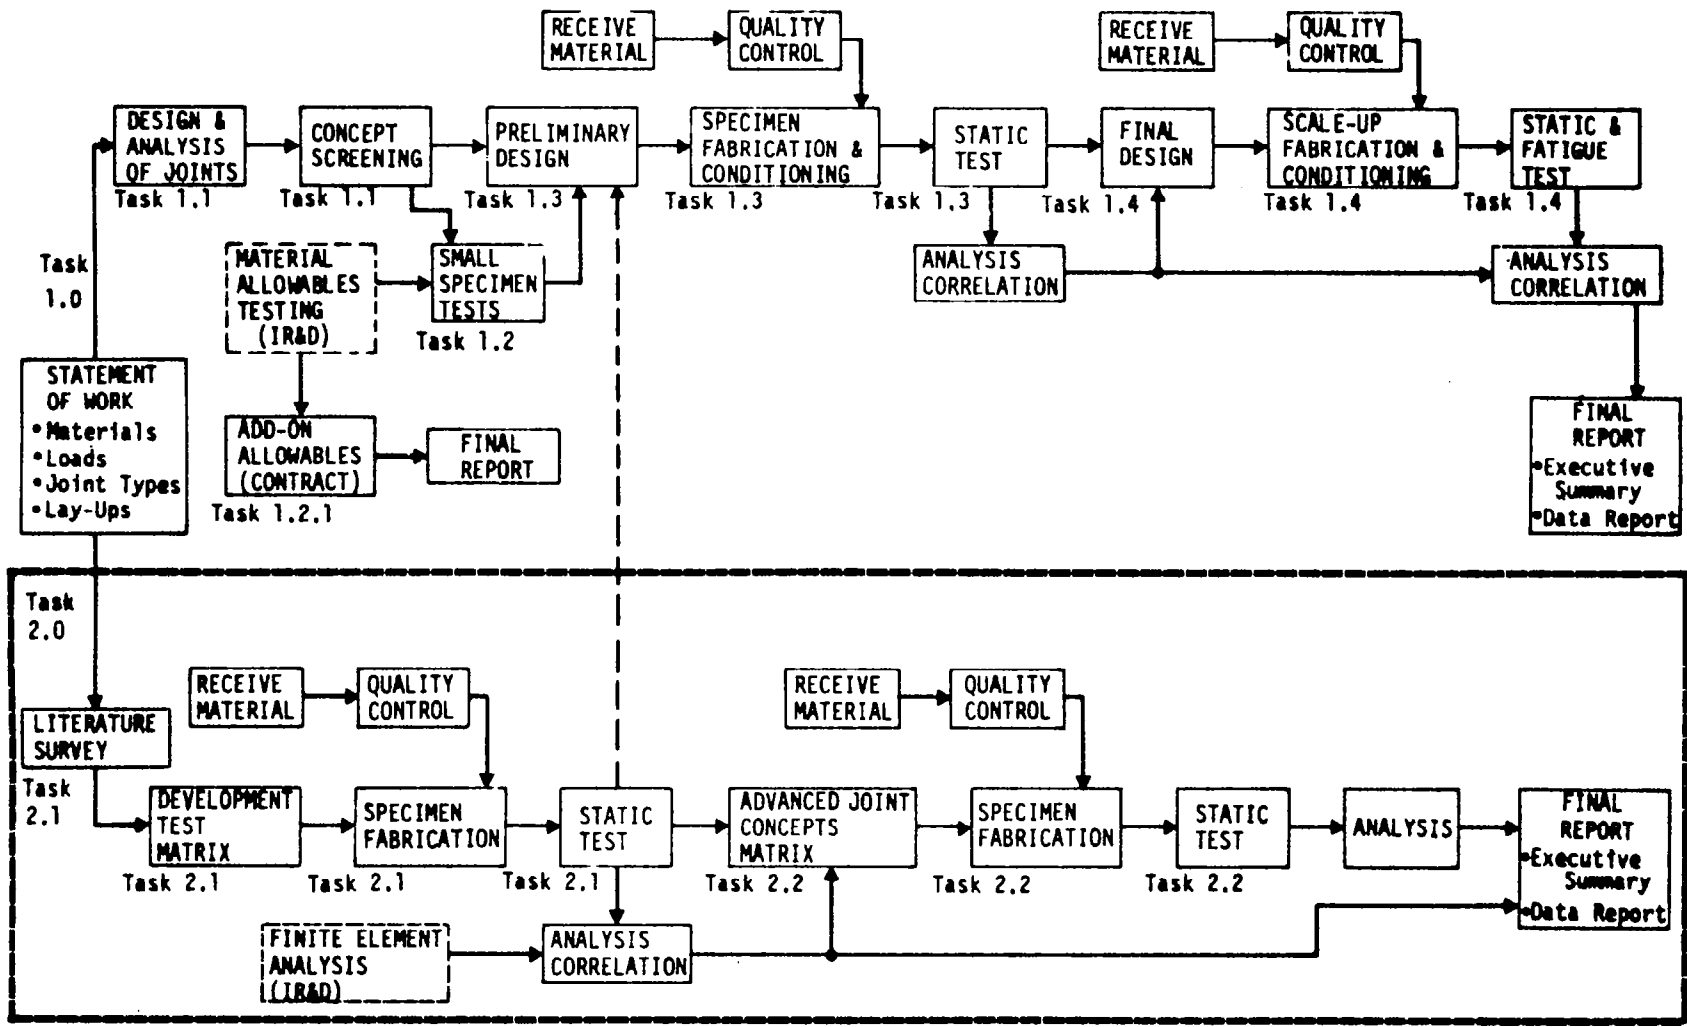 RECEIVE
MATERIAL
QUALITY
CONTROL
RECEIVE
MATERIAL
QUALITY
CONTROL
DESIGN &
ANALYSIS
OF JOINTS
Task 1.1
CONCEPT
SCREENING
Task 1.1
PRELIMINARY
DESIGN
Task 1.3
SPECIMEN
FABRICATION &
CONDITIONING
Task 1.3
STATIC
TEST
Task 1.3
FINAL
DESIGN
Task 1.4
SCALE-UP
FABRICATION &
CONDITIONING
Task 1.4
STATIC &
FATIGUE
TEST
Task 1.4
Task
1.0
MATERIAL
ALLOWABLES
TESTING
(IR&D)
SMALL
SPECIMEN
TESTS
Task 1.2
ANALYSIS
CORRELATION
ANALYSIS
CORRELATION
STATEMENT
OF WORK
•Materials
•Loads
•Joint Types
•Lay-Ups
ADD-ON
ALLOWABLES
(CONTRACT)
Task 1.2.1
FINAL
REPORT
FINAL
REPORT
•Executive
Summary
•Data Report
Task
2.0
LITERATURE
SURVEY
Task
2.1
RECEIVE
MATERIAL
QUALITY
CONTROL
RECEIVE
MATERIAL
QUALITY
CONTROL
DEVELOPMENT
TEST
MATRIX
Task 2.1
SPECIMEN
FABRICATION
Task 2.1
STATIC
TEST
Task 2.1
ADVANCED JOINT
CONCEPTS
MATRIX
Task 2.2
SPECIMEN
FABRICATION
Task 2.2
STATIC
TEST
Task 2.2
ANALYSIS
FINAL
REPORT
•Executive
Summary
•Data Report
FINITE ELEMENT
ANALYSIS
(IR&D)
ANALYSIS
CORRELATION